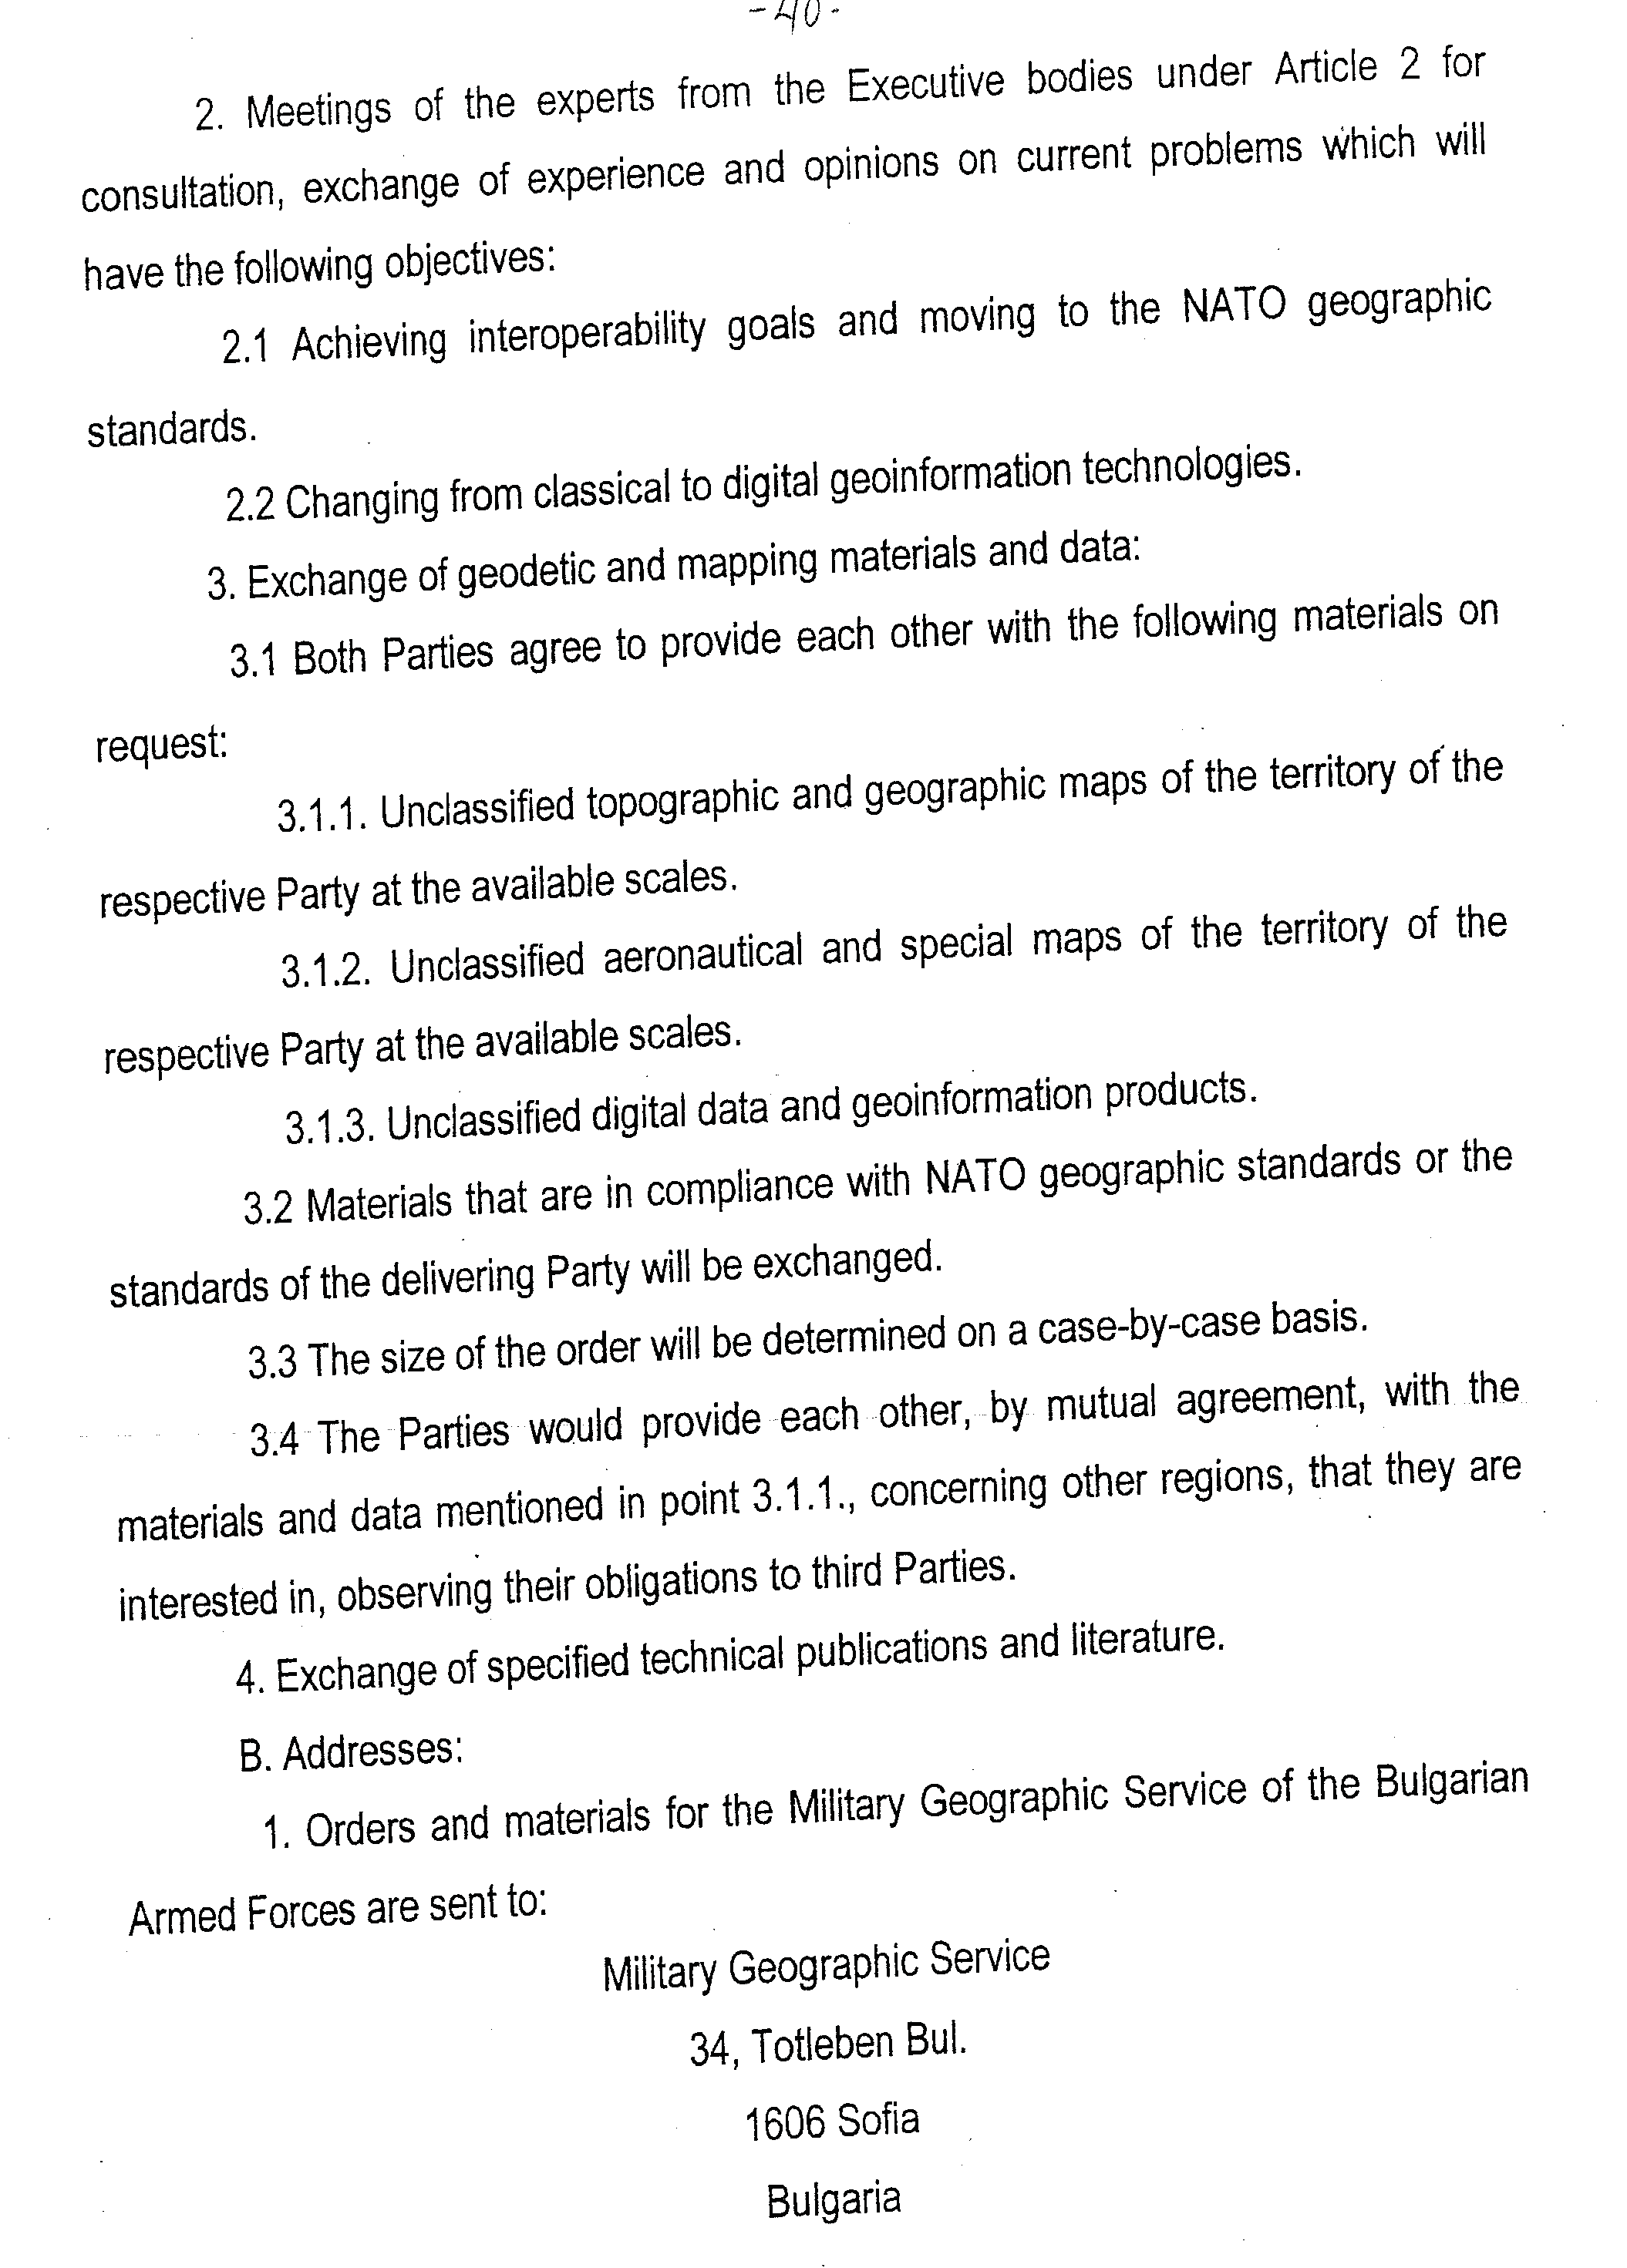 -40-
2. Meetings of the experts from the Executive bodies under Article 2 for
consultation, exchange of experience and opinions on current problems which will
have the following objectives:
2.1 Achieving interoperability goals and moving to the NATO geographic
standards.
2.2 Changing from classical to digital geoinformation technologies.
3. Exchange of geodetic and mapping materials and data:
3.1 Both Parties agree to provide each other with the following materials on
request:
3.1.1. Unclassified topographic and geographic maps of the territory of the
respective Party at the available scales.
3.1.2. Unclassified aeronautical and special maps of the territory of the
respective Party at the available scales.
3.1.3. Unclassified digital data and geoinformation products.
3.2 Materials that are in compliance with NATO geographic standards or the
standards of the delivering Party will be exchanged.
3.3 The size of the order will be determined on a case-by-case basis.
3.4 The Parties would provide each other, by mutual agreement, with the
materials and data mentioned in point 3.1.1., concerning other regions, that they are
interested in, observing their obligations to third Parties.
4. Exchange of specified technical publications and literature.
B. Addresses:
1. Orders and materials for the Military Geographic Service of the Bulgarian
Armed Forces are sent to:
Military Geographic Service
34, Totleben Bul.
1606 Sofia
Bulgaria